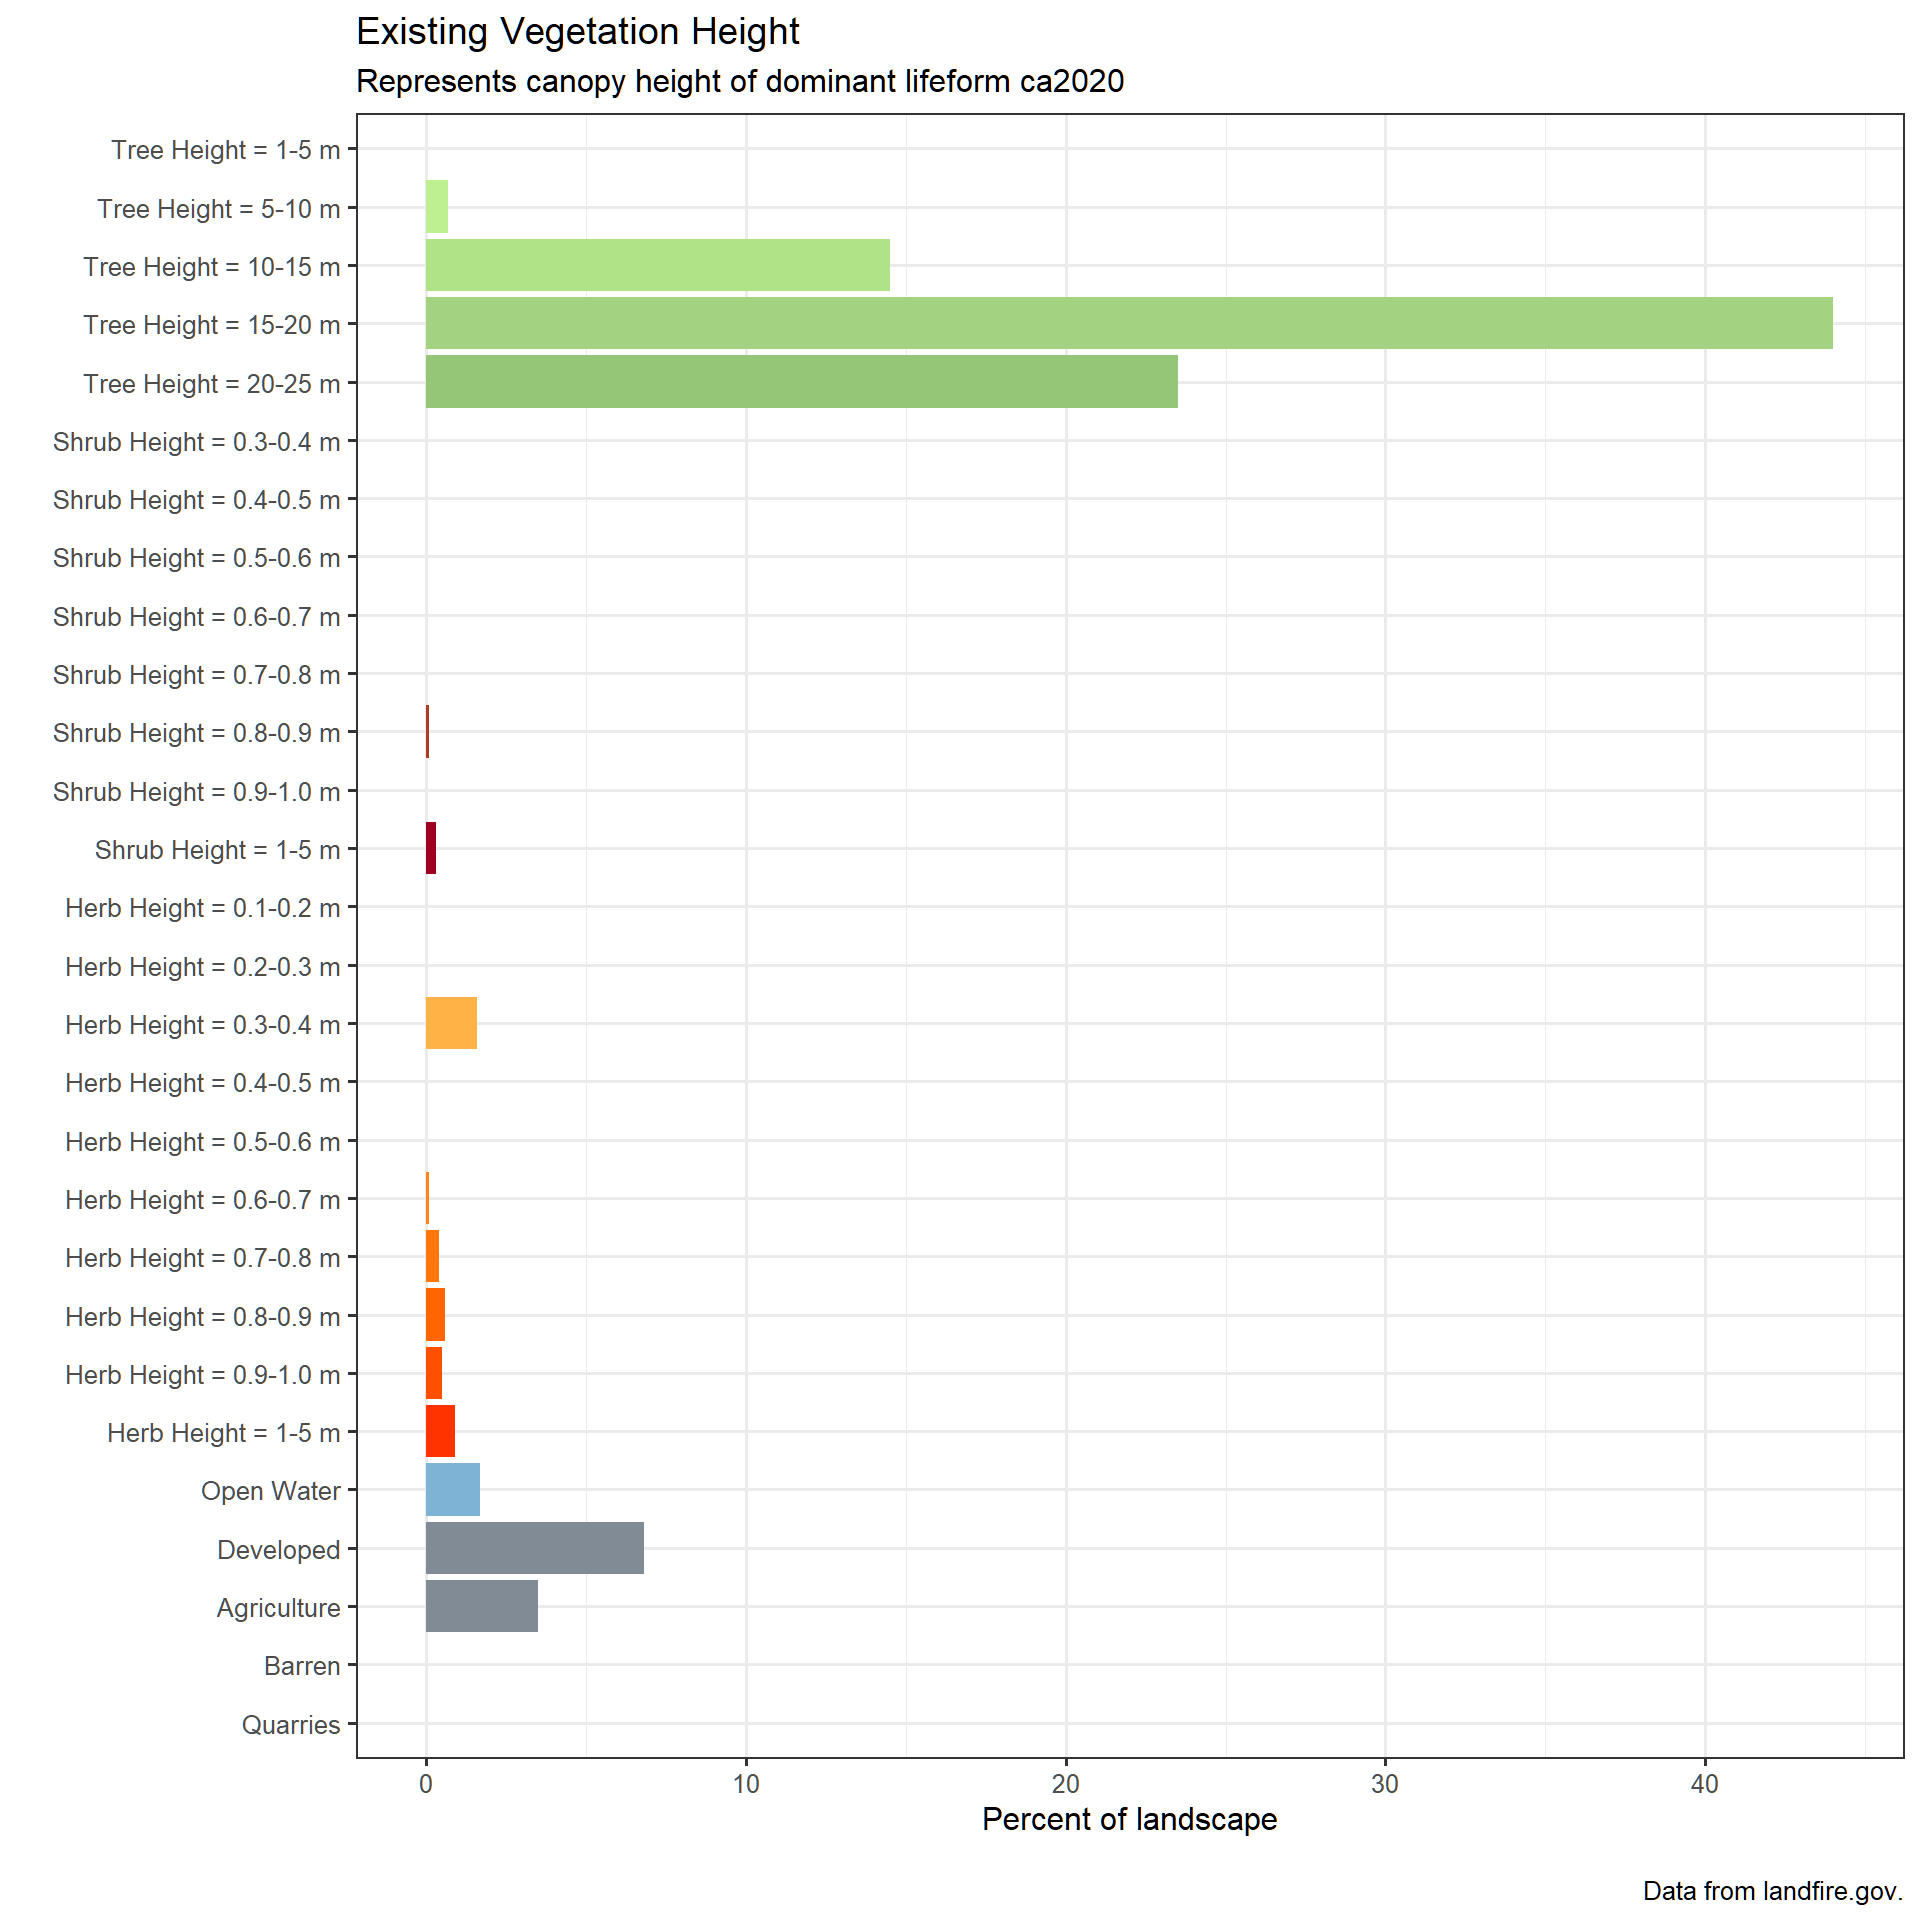 Existing Vegetation Height
Represents canopy height of dominant lifeform ca2020
Tree Height = 1-5 m
Tree Height = 5-10 m
Tree Height = 10-15 m
Tree Height = 15-20 m
Tree Height = 20-25 m
Shrub Height = 0.3-0.4 m
Shrub Height = 0.4-0.5 m
Shrub Height = 0.5-0.6 m
Shrub Height = 0.6-0.7 m
Shrub Height = 0.7-0.8 m
Shrub Height = 0.8-0.9 m
Shrub Height = 0.9-1.0 m
Shrub Height = 1-5 m
Herb Height = 0.1-0.2 m
Herb Height = 0.2-0.3 m
Herb Height = 0.3-0.4 m
Herb Height = 0.4-0.5 m
Herb Height = 0.5-0.6 m
Herb Height = 0.6-0.7 m
Herb Height = 0.7-0.8 m
Herb Height = 0.8-0.9 m
Herb Height = 0.9-1.0 m
Herb Height = 1-5 m
Open Water
Developed
Agriculture
Barren
Quarries
0 10 20 30 40
Percent of landscape
Data from landfire.gov.